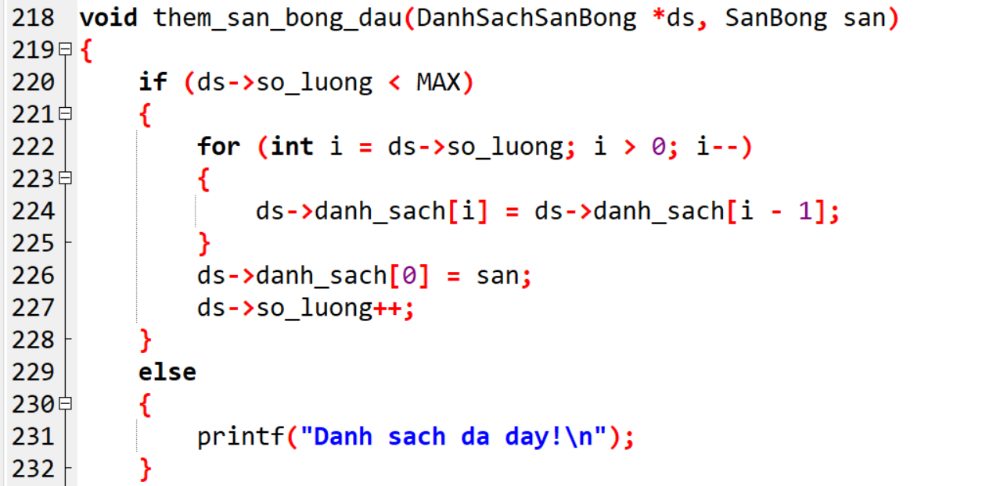 218 void them_san_bong_dau(DanhSachSanBong *ds, SanBong san)
219 {
220     if (ds->so_luong < MAX)
221     {
222         for (int i = ds->so_luong; i > 0; i--)
223         {
224             ds->danh_sach[i] = ds->danh_sach[i - 1];
225         }
226         ds->danh_sach[0] = san;
227         ds->so_luong++;
228     }
229     else
230     {
231         printf("Danh sach da day!\n");
232     }